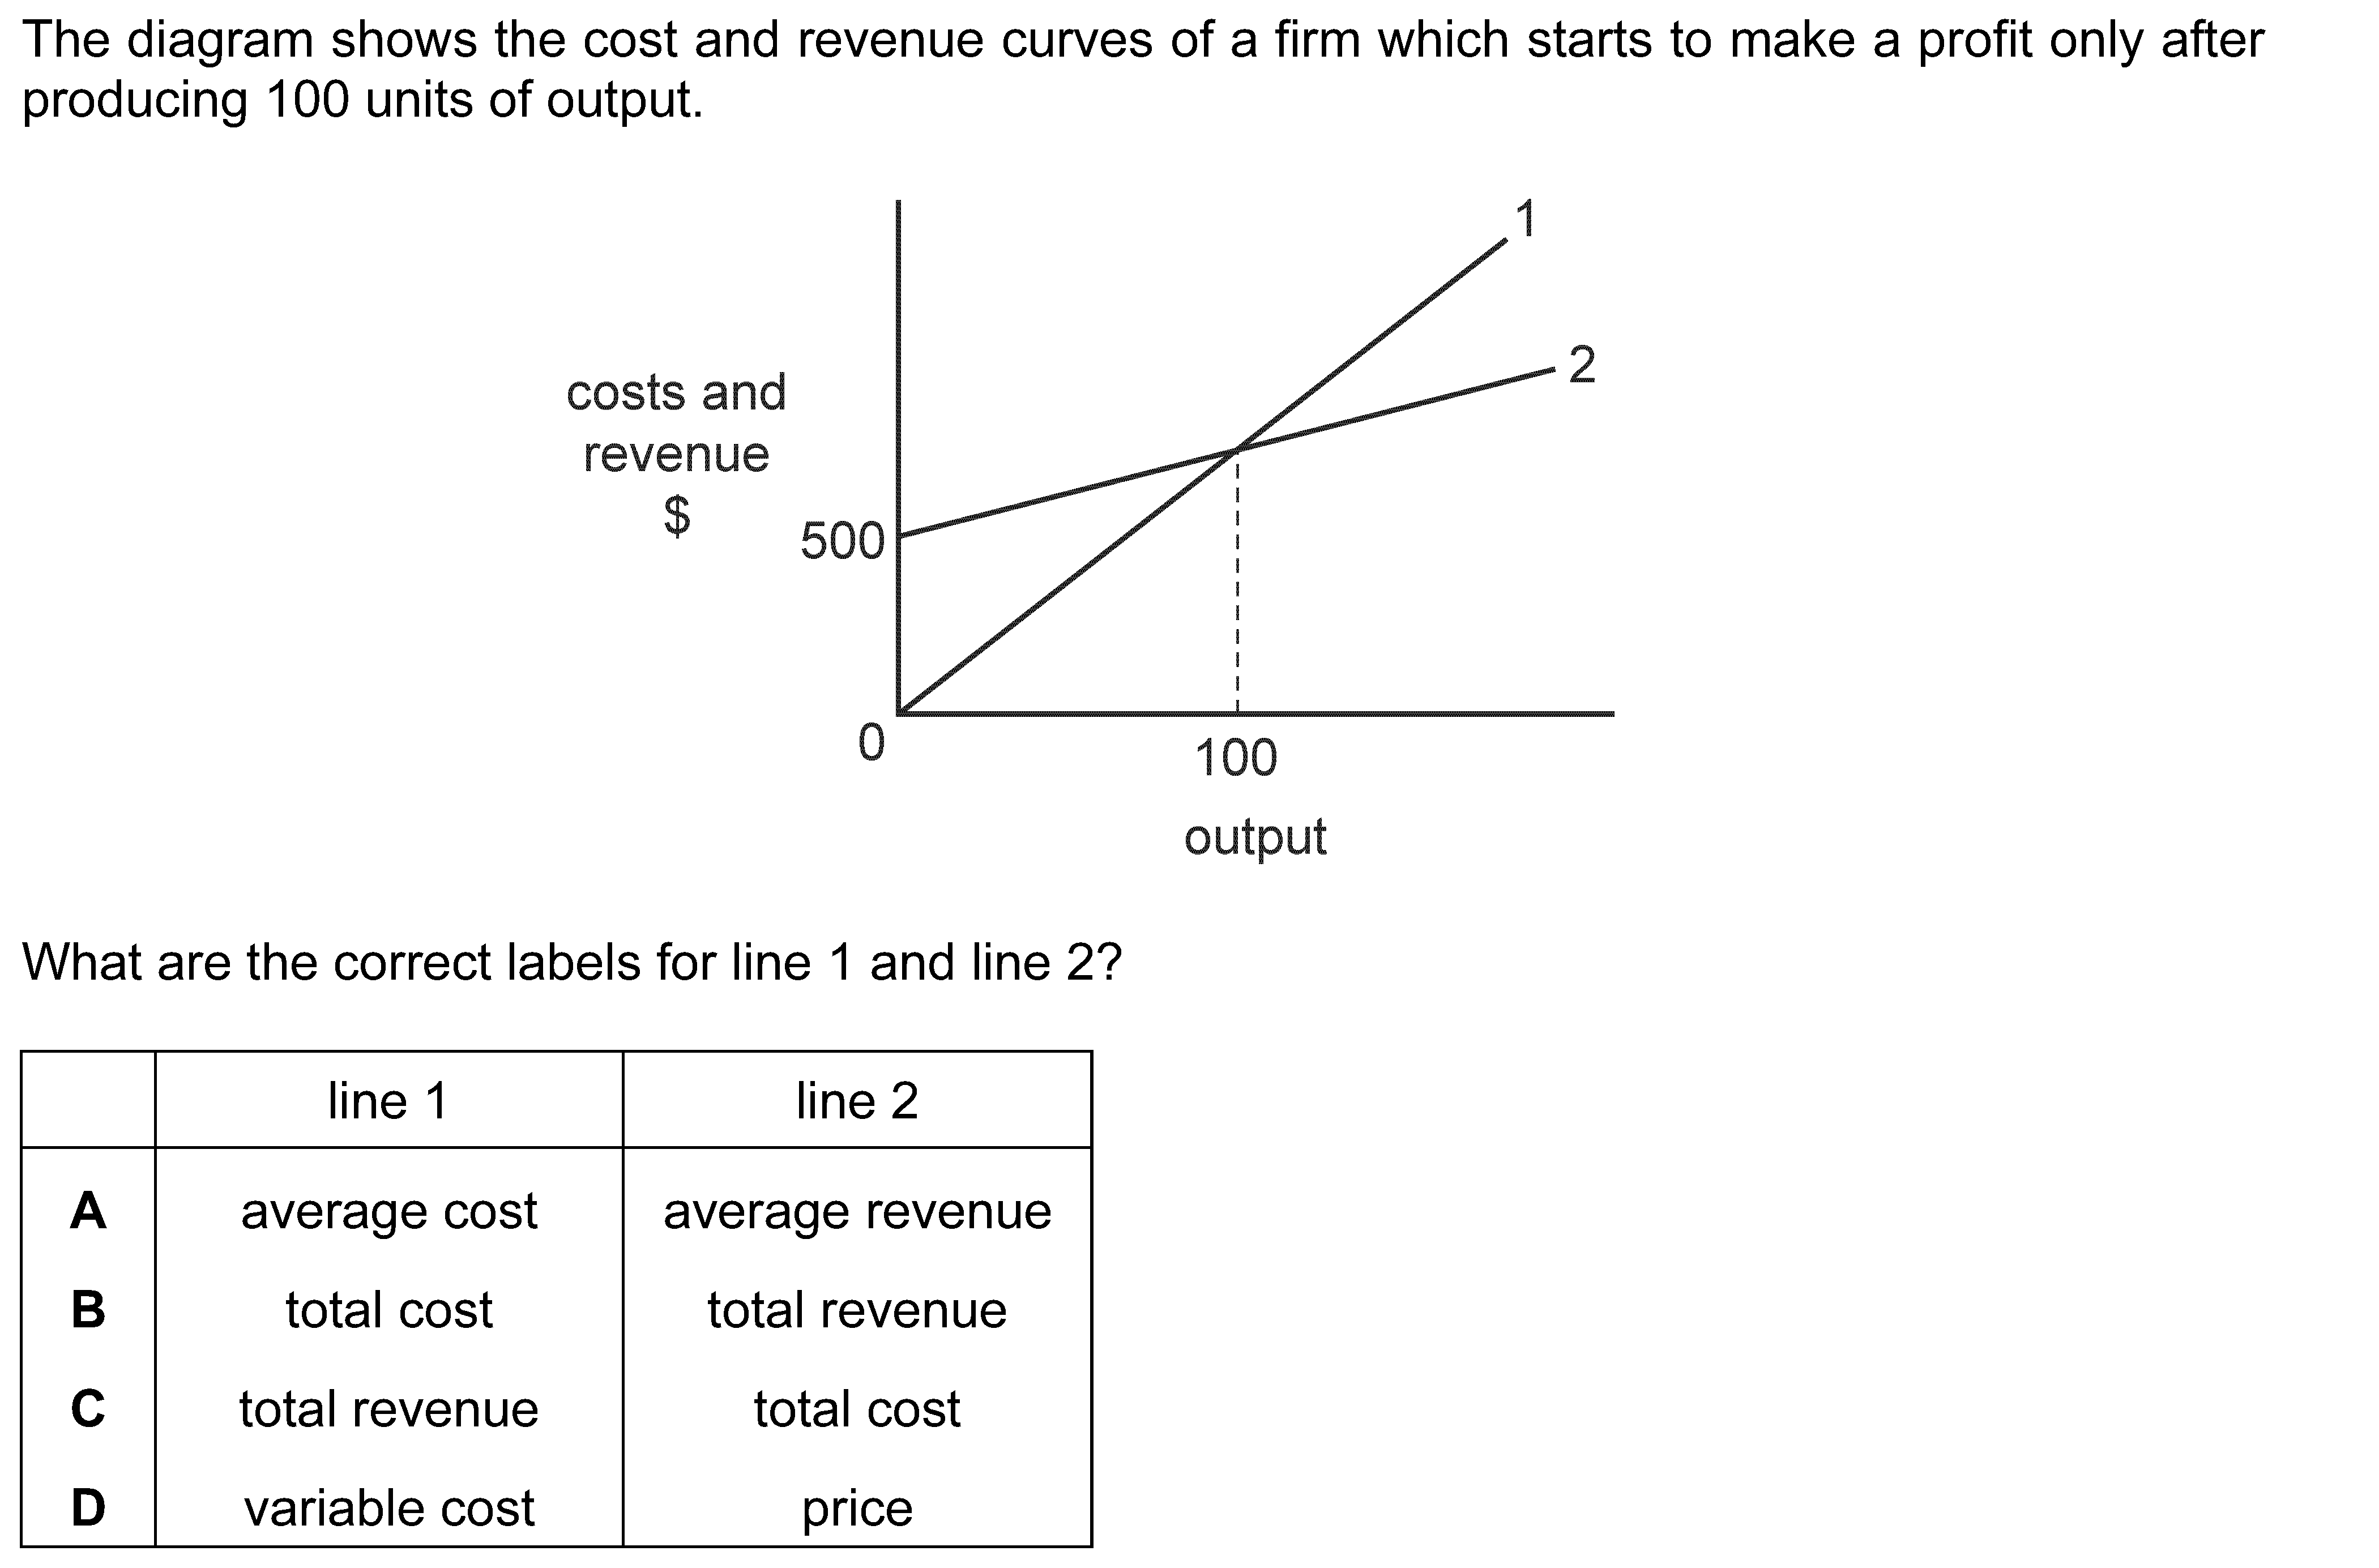 The diagram shows the cost and revenue curves of a firm which starts to make a profit only after
producing 100 units of output.
1
2
costs and
revenue
$
500
0
100
output
What are the correct labels for line 1 and line 2?
line 1 line 2
A average cost average revenue
B total cost total revenue
C total revenue total cost
D variable cost price